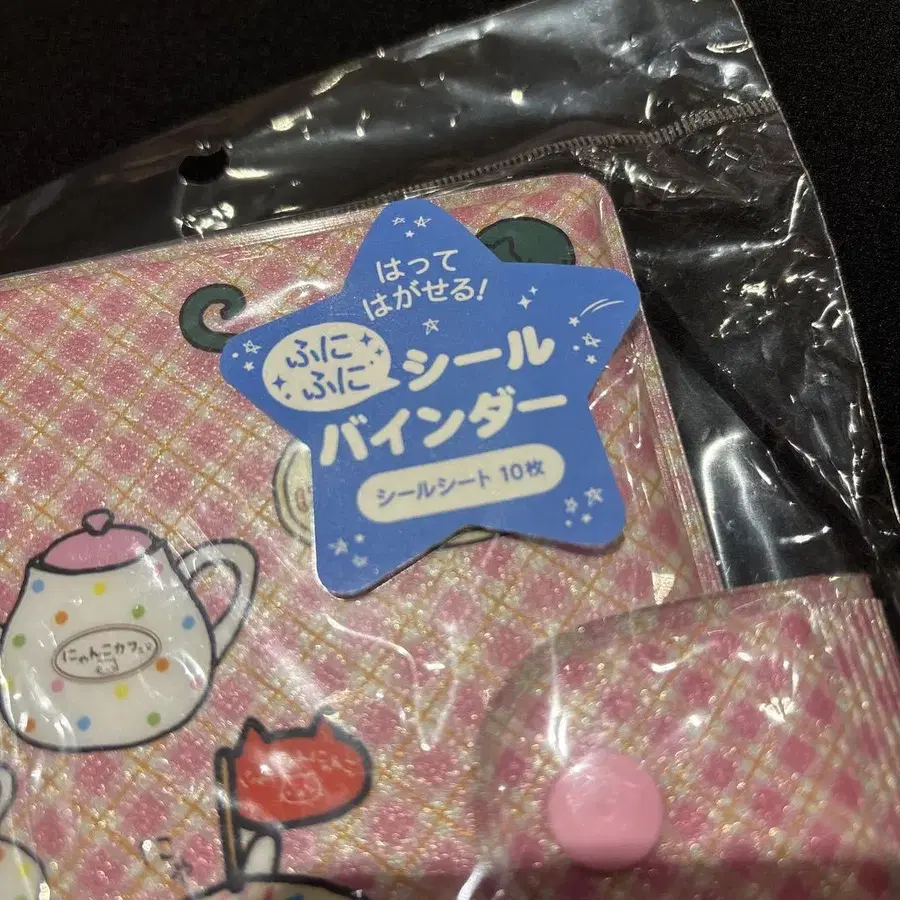 はって
はがせる!
ふに
ふに
シール
バインダー
シールシート 10枚
にゃんこカフェ